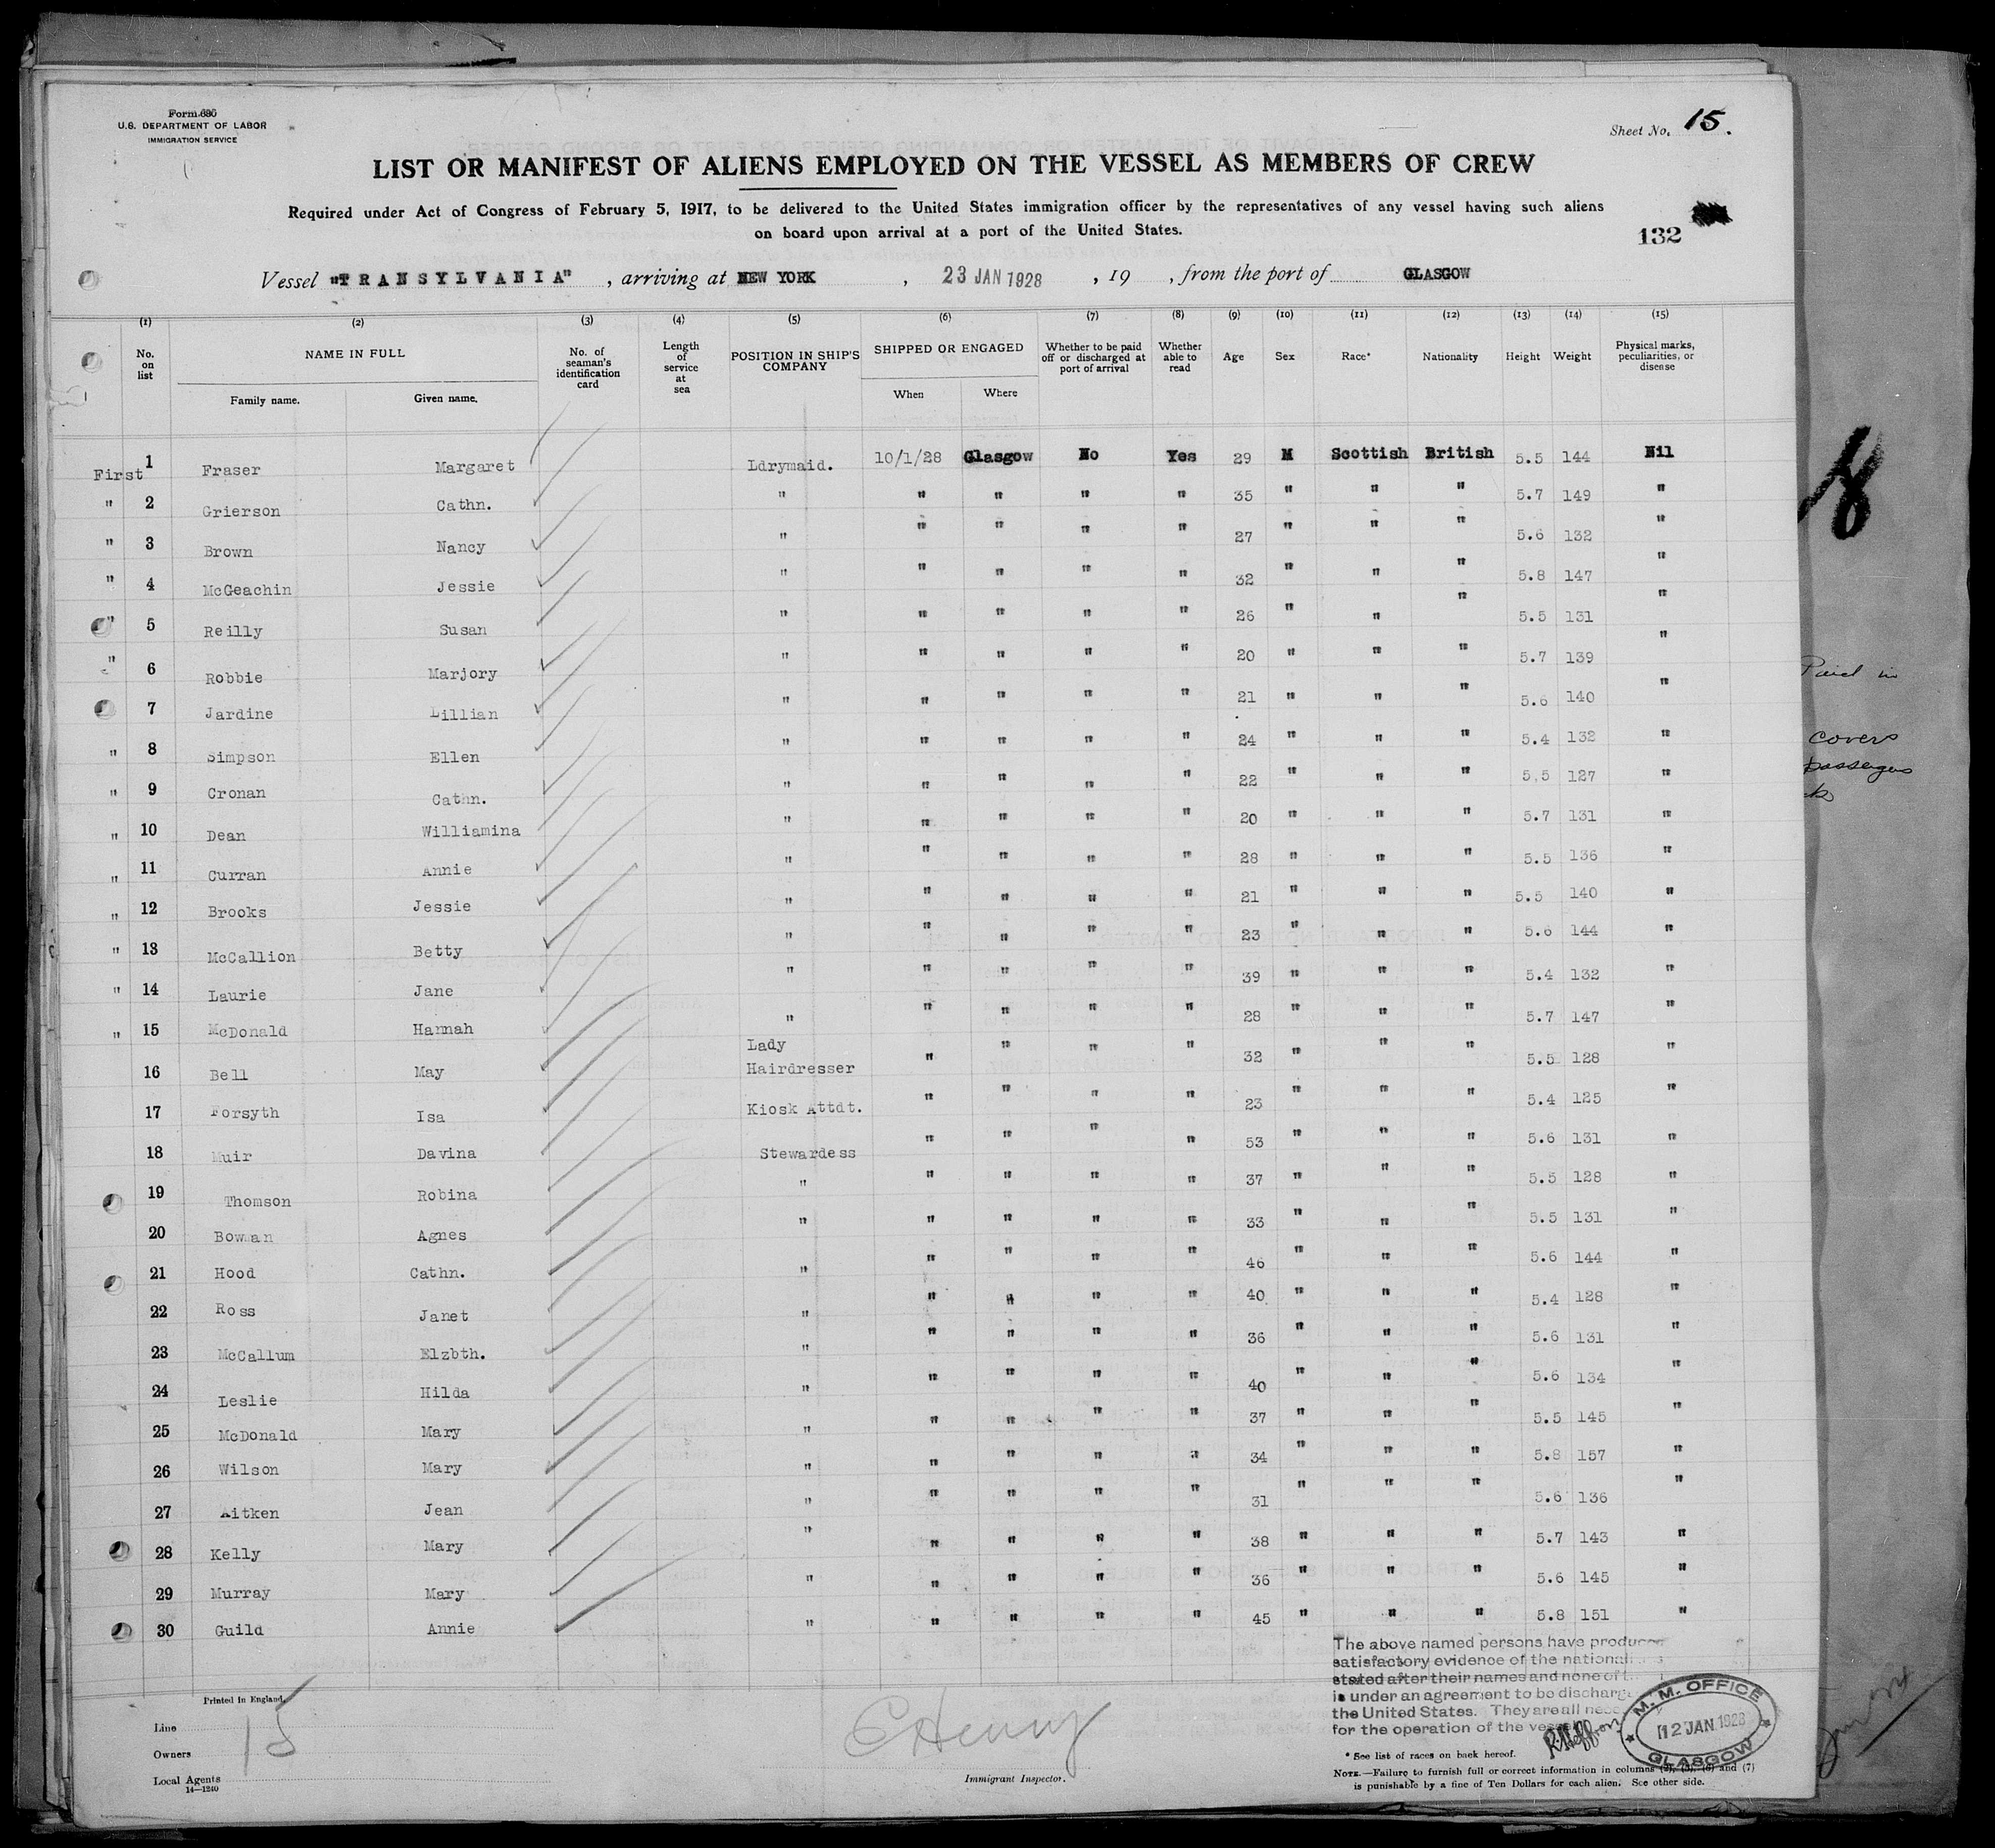 Form 686
U.S. DEPARTMENT OF LABOR
IMMIGRATION SERVICE
Sheet No. 15.
LIST OR MANIFEST OF ALIENS EMPLOYED ON THE VESSEL AS MEMBERS OF CREW
Required under Act of Congress of February 5, 1917, to be delivered to the United States immigration officer by the representatives of any vessel having such aliens
on board upon arrival at a port of the United States.
132
Vessel "TRANSYLVANIA" , arriving at NEW YORK , 23 JAN 1928 , 19 , from the port of GLASGOW
(1) (2) (3) (4) (5) (6) (7) (8) (9) (10) (11) (12) (13) (14) (15)
No. on list NAME IN FULL Family name. Given name. No. of seaman's identification card Length of service at sea POSITION IN SHIP'S COMPANY SHIPPED OR ENGAGED When Where Whether to be paid off or discharged at port of arrival Whether able to read Age Sex Race* Nationality Height Weight Physical marks, peculiarities, or disease
First 1 Fraser Margaret Ldrymaid. 10/1/28 Glasgow No Yes 29 M Scottish British 5.5 144 Nil
" 2 Grierson Cathn. " " " " " 35 " " " 5.7 149 "
" 3 Brown Nancy " " " " " 27 " " " 5.6 132 "
" 4 McGeachin Jessie " " " " " 32 " " " 5.8 147 "
" 5 Reilly Susan " " " " " 26 " " " 5.5 131 "
" 6 Robbie Marjory " " " " " 20 " " " 5.7 139 "
7 Jardine Lillian " " " " " 21 " " " 5.6 140 "
" 8 Simpson Ellen " " " " " 24 " " " 5.4 132 "
" 9 Cronan Cathn. " " " " " 22 " " " 5.5 127 "
" 10 Dean Williamina " " " " " 20 " " " 5.7 131 "
" 11 Curran Annie " " " " " 28 " " " 5.5 136 "
" 12 Brooks Jessie " " " " " 21 " " " 5.5 140 "
" 13 McCallion Betty " " " " " 23 " " " 5.6 144 "
" 14 Laurie Jane " " " " " 39 " " " 5.4 132 "
" 15 McDonald Hannah " " " " " 28 " " " 5.7 147 "
16 Bell May Lady Hairdresser " " " " 32 " " " 5.5 128 "
17 Forsyth Isa Kiosk Attdt. " " " " 23 " " " 5.4 125 "
18 Muir Davina Stewardess " " " " 53 " " " 5.6 131 "
19 Thomson Robina " " " " " 37 " " " 5.5 128 "
20 Bowman Agnes " " " " " 33 " " " 5.5 131 "
21 Hood Cathn. " " " " " 46 " " " 5.6 144 "
22 Ross Janet " " " " " 40 " " " 5.4 128 "
23 McCallum Elzbth. " " " " " 36 " " " 5.6 131 "
24 Leslie Hilda " " " " " 40 " " " 5.6 134 "
25 McDonald Mary " " " " " 37 " " " 5.5 145 "
26 Wilson Mary " " " " " 34 " " " 5.8 157 "
27 Aitken Jean " " " " " 31 " " " 5.6 136 "
28 Kelly Mary " " " " " 38 " " " 5.7 143 "
29 Murray Mary " " " " " 36 " " " 5.6 145 "
30 Guild Annie " " " " " 45 " " " 5.8 151 "
The above named persons have
satisfactory evidence of the
stated after their names and none of
is under an agreement to be
the United States. They are all
for the operation of the
M. M. OFFICE
12 JAN 1928
GLASGOW
Printed in England.
Line
Owners
Local Agents
14—1240
15
C Henry
Immigrant Inspector.
* See list of races on back hereof.
NOTE.—Failure to furnish full or correct information in columns (2), (5), (6) and (7)
is punishable by a fine of Ten Dollars for each alien. See other side.
Paid in
covers
passengers